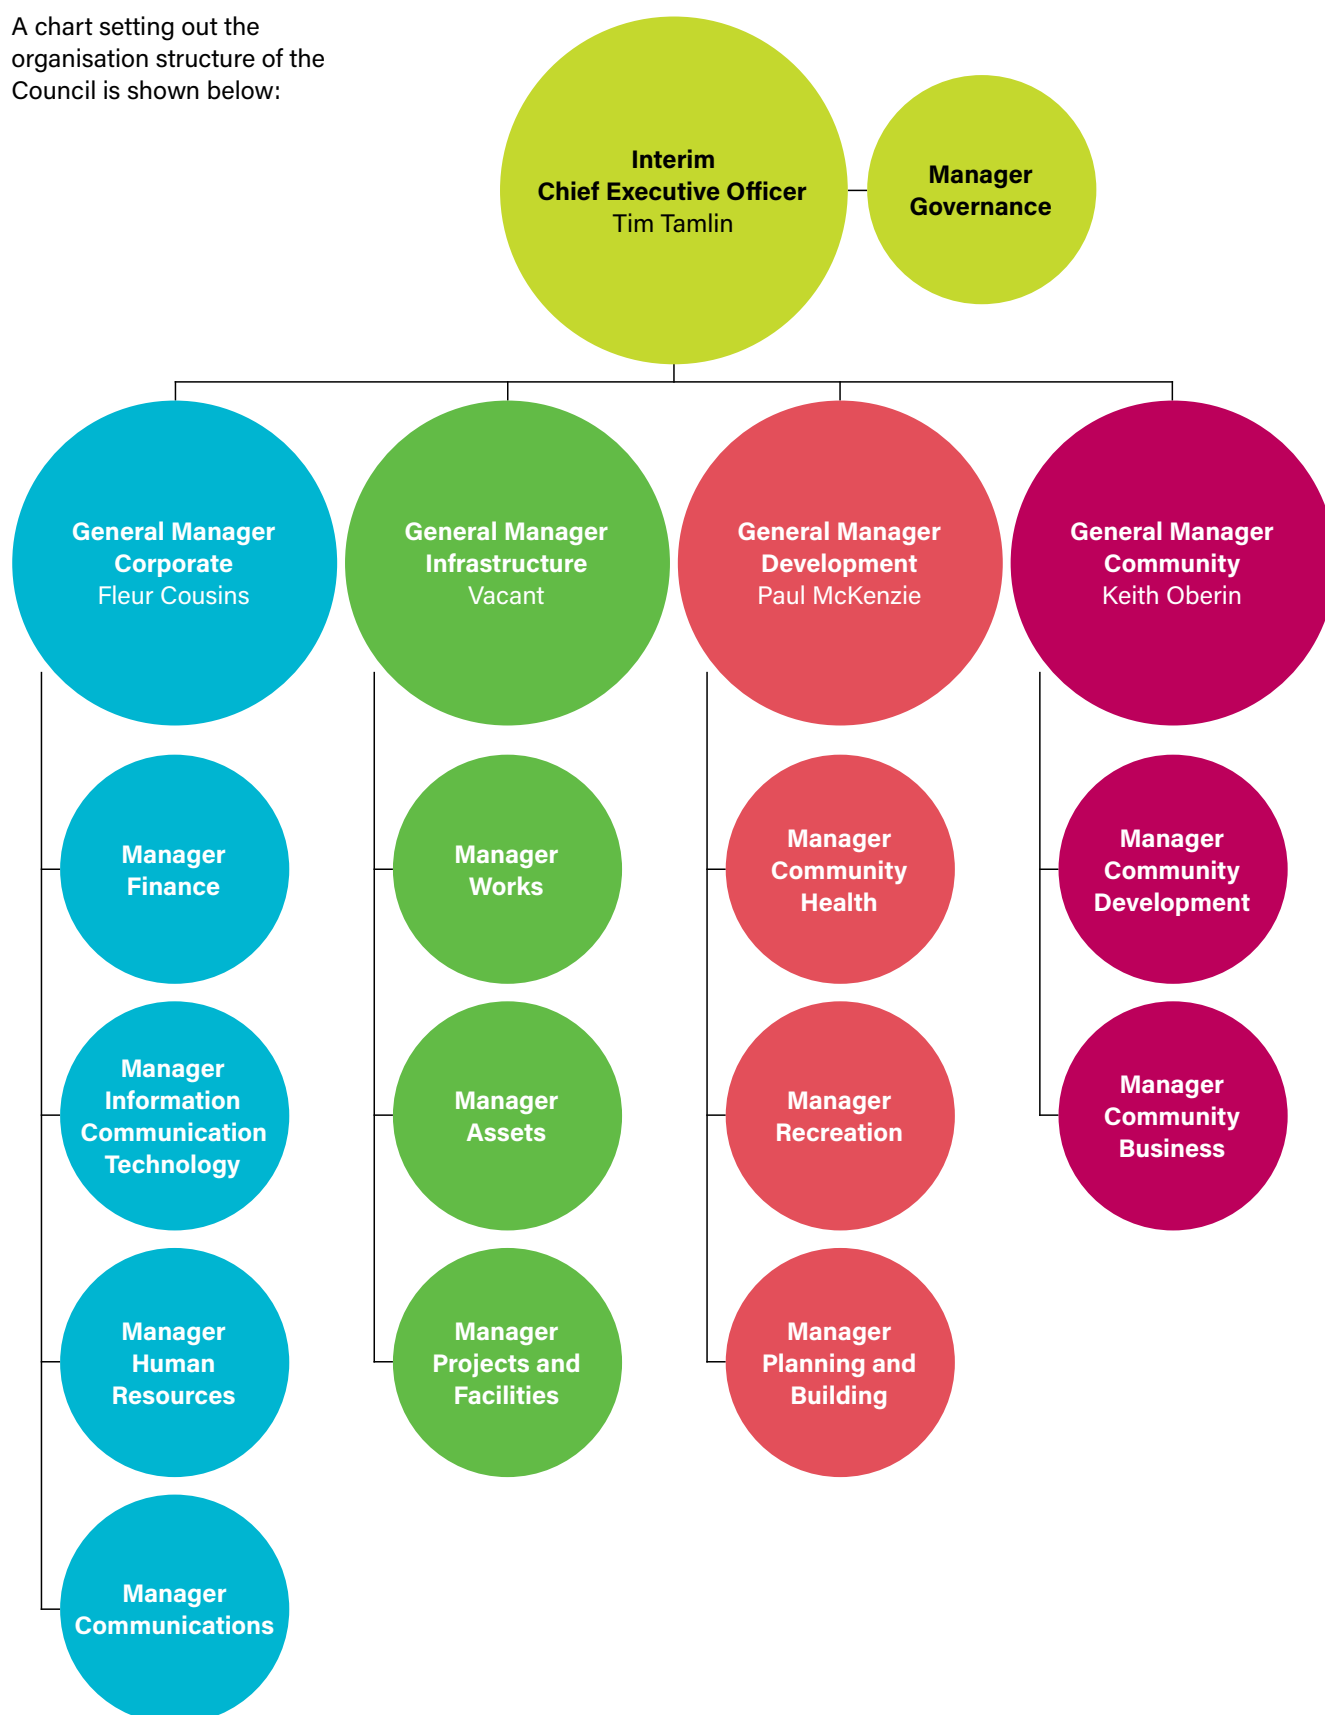 A chart setting out the
organisation structure of the
Council is shown below:
Interim
Chief Executive Officer
Tim Tamlin
Manager
Governance
General Manager
Corporate
Fleur Cousins
General Manager
Infrastructure
Vacant
General Manager
Development
Paul McKenzie
General Manager
Community
Keith Oberin
Manager
Finance
Manager
Information
Communication
Technology
Manager
Human
Resources
Manager
Communications
Manager
Works
Manager
Assets
Manager
Projects and
Facilities
Manager
Community
Health
Manager
Recreation
Manager
Planning and
Building
Manager
Community
Development
Manager
Community
Business